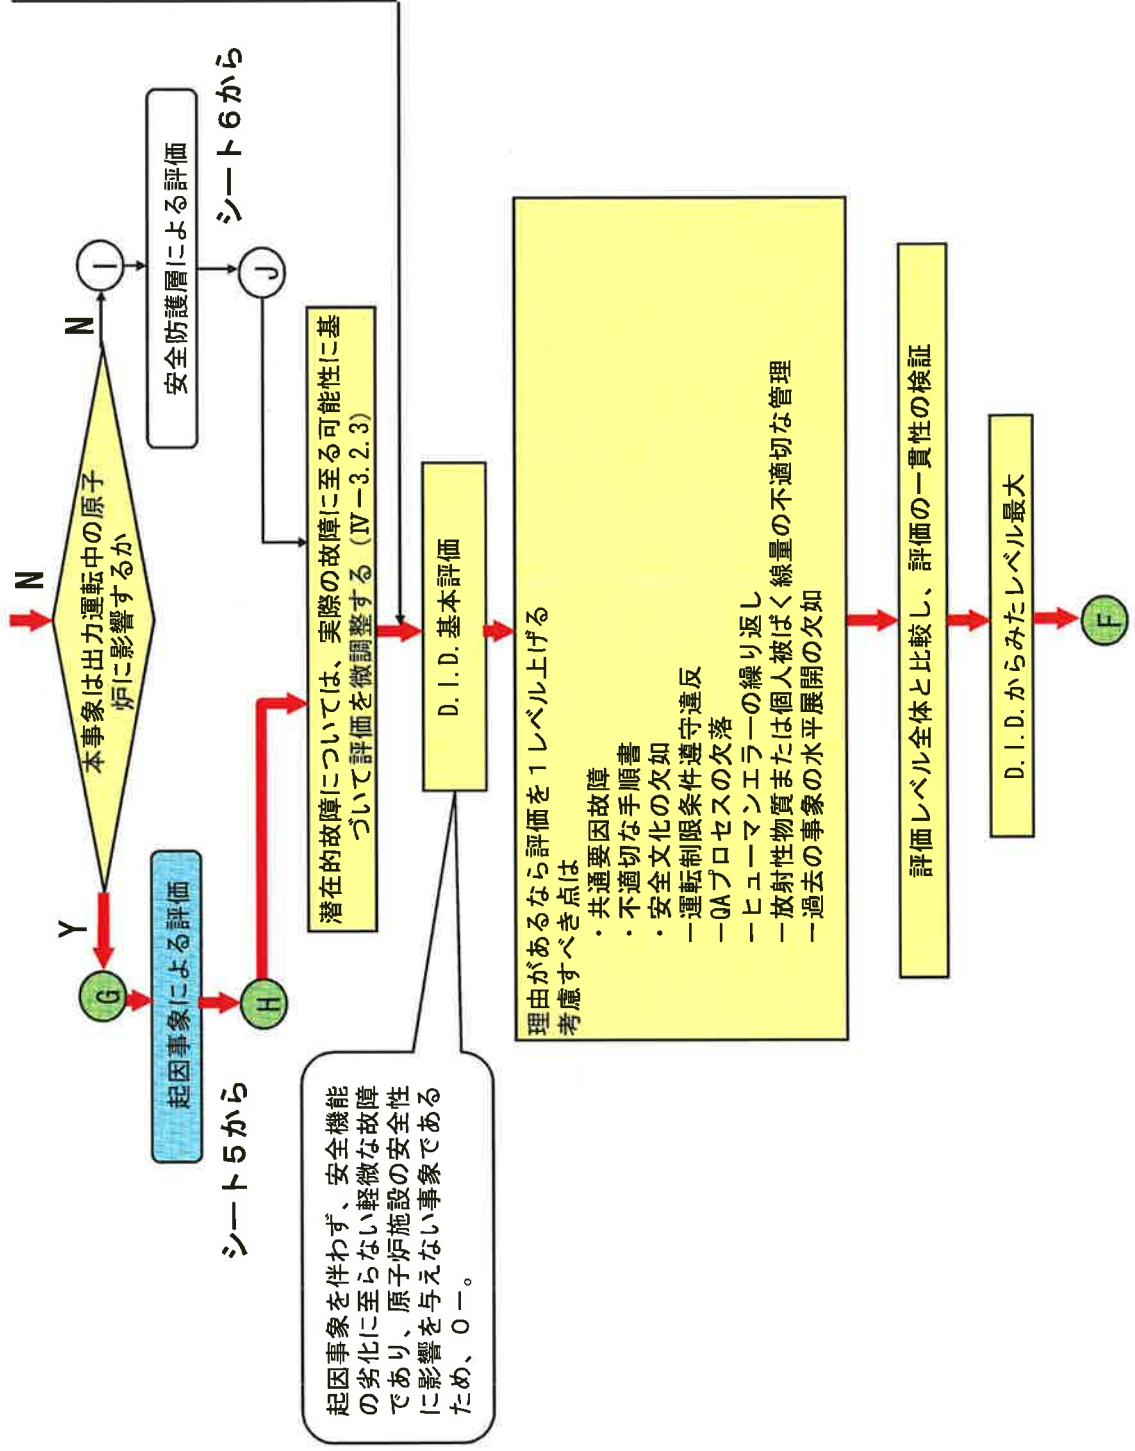 N
本事象は出力運転中の原子
炉に影響するか
Y
N
G
I
起因事象による評価
安全防護層による評価
シート5から
シート6から
H
J
潜在的故障については、実際の故障に至る可能性に基
づいて評価を微調整する（Ⅳ－3.2.3）
起因事象を伴わず、安全機能
の劣化に至らない軽微な故障
であり、原子炉施設の安全性
に影響を与えない事象である
ため、0－。
D.I.D.基本評価
理由があるなら評価を1レベル上げる
考慮すべき点は
・共通要因故障
・不適切な手順書
・安全文化の欠如
－運転制限条件遵守違反
－QAプロセスの欠落
－ヒューマンエラーの繰り返し
－放射性物質または個人被ばく線量の不適切な管理
－過去の事象の水平展開の欠如
評価レベル全体と比較し、評価の一貫性の検証
D.I.D.からみたレベル最大
F